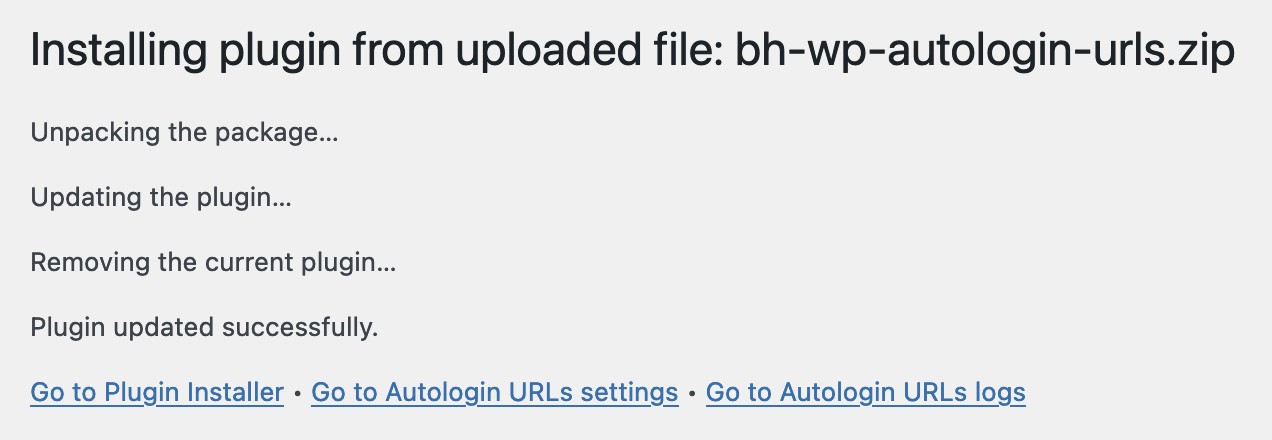 Installing plugin from uploaded file: bh-wp-autologin-urls.zip
Unpacking the package…
Updating the plugin…
Removing the current plugin…
Plugin updated successfully.
Go to Plugin Installer • Go to Autologin URLs settings • Go to Autologin URLs logs